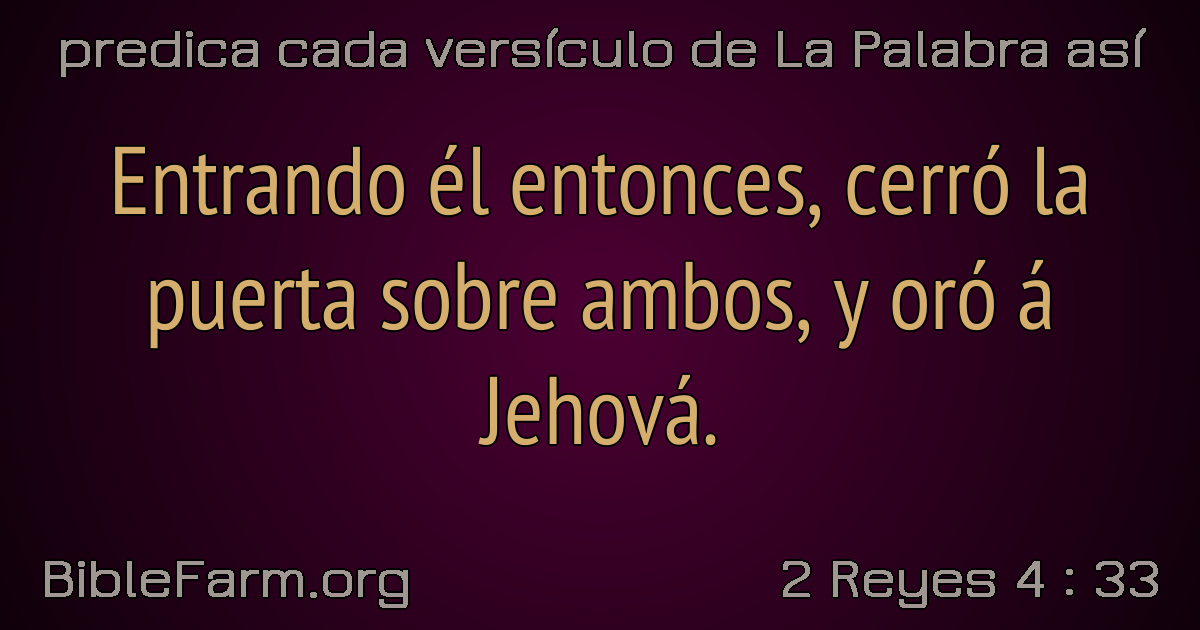 predica cada versículo de La Palabra así
Entrando él entonces, cerró la
puerta sobre ambos, y oró á
Jehová.
BibleFarm.org
2 Reyes 4 : 33